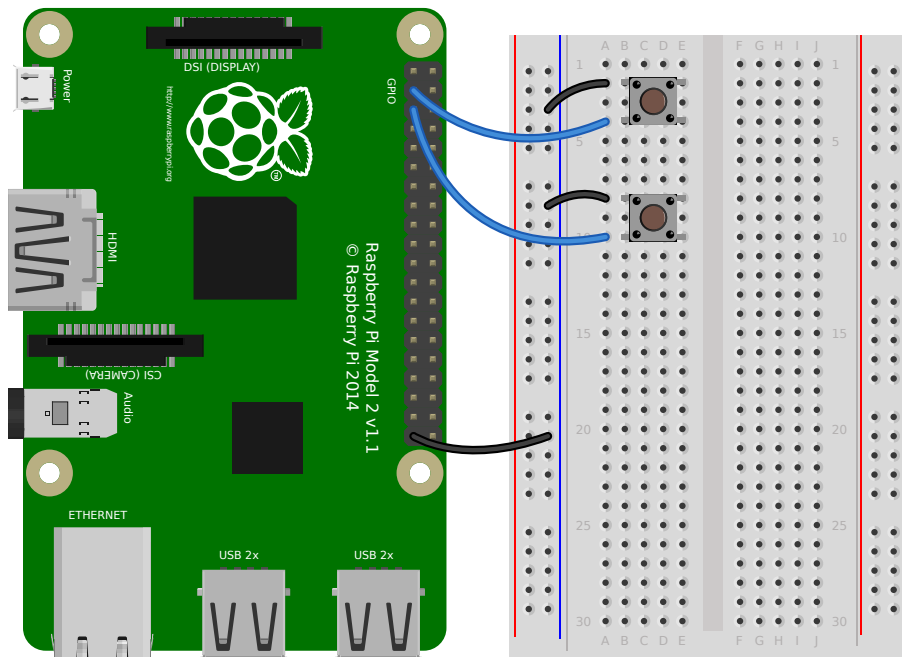 DSI (DISPLAY)
Power
GPIO
http://www.raspberrypi.org
TM
HDMI
Raspberry Pi Model 2 v1.1
© Raspberry Pi 2014
CSI (CAMERA)
Audio
ETHERNET
USB 2x
USB 2x
A B C D E F G H I J
1 1
5 5
10 10
15 15
20 20
25 25
30 30
A B C D E F G H I J